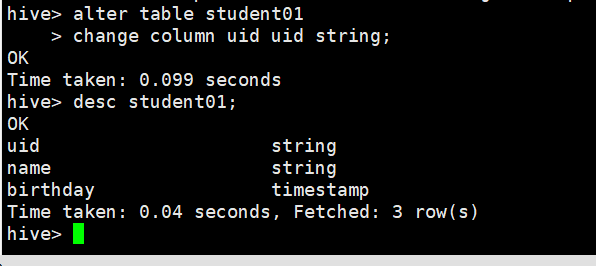 hive> alter table student01
    > change column uid uid string;
OK
Time taken: 0.099 seconds
hive> desc student01;
OK
uid                     string
name                    string
birthday                timestamp
Time taken: 0.04 seconds, Fetched: 3 row(s)
hive>